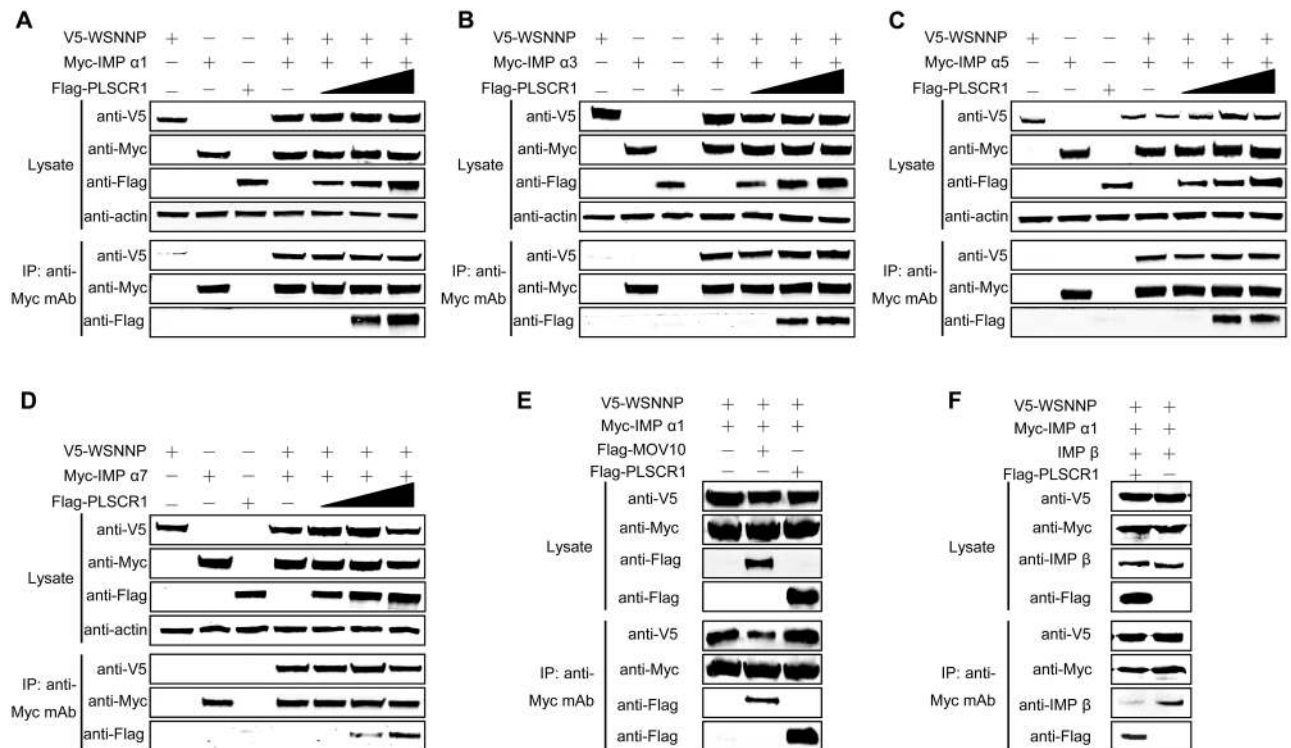 A
V5-WSNNP + − − + + + +
Myc-IMP α1 − + − + + + +
Flag-PLSCR1 − − + −
Lysate
anti-V5
anti-Myc
anti-Flag
anti-actin
IP: anti-
Myc mAb
anti-V5
anti-Myc
anti-Flag
B
V5-WSNNP + − − + + + +
Myc-IMP α3 − + − + + + +
Flag-PLSCR1 − − + −
Lysate
anti-V5
anti-Myc
anti-Flag
anti-actin
IP: anti-
Myc mAb
anti-V5
anti-Myc
anti-Flag
C
V5-WSNNP + − − + + + +
Myc-IMP α5 − + − + + + +
Flag-PLSCR1 − − + −
Lysate
anti-V5
anti-Myc
anti-Flag
anti-actin
IP: anti-
Myc mAb
anti-V5
anti-Myc
anti-Flag
D
V5-WSNNP + − − + + + +
Myc-IMP α7 − + − + + + +
Flag-PLSCR1 − − + −
Lysate
anti-V5
anti-Myc
anti-Flag
anti-actin
IP: anti-
Myc mAb
anti-V5
anti-Myc
anti-Flag
E
V5-WSNNP + + +
Myc-IMP α1 + + +
Flag-MOV10 − + −
Flag-PLSCR1 − − +
Lysate
anti-V5
anti-Myc
anti-Flag
anti-Flag
IP: anti-
Myc mAb
anti-V5
anti-Myc
anti-Flag
anti-Flag
F
V5-WSNNP + +
Myc-IMP α1 + +
IMP β + +
Flag-PLSCR1 + −
Lysate
anti-V5
anti-Myc
anti-IMP β
anti-Flag
IP: anti-
Myc mAb
anti-V5
anti-Myc
anti-IMP β
anti-Flag